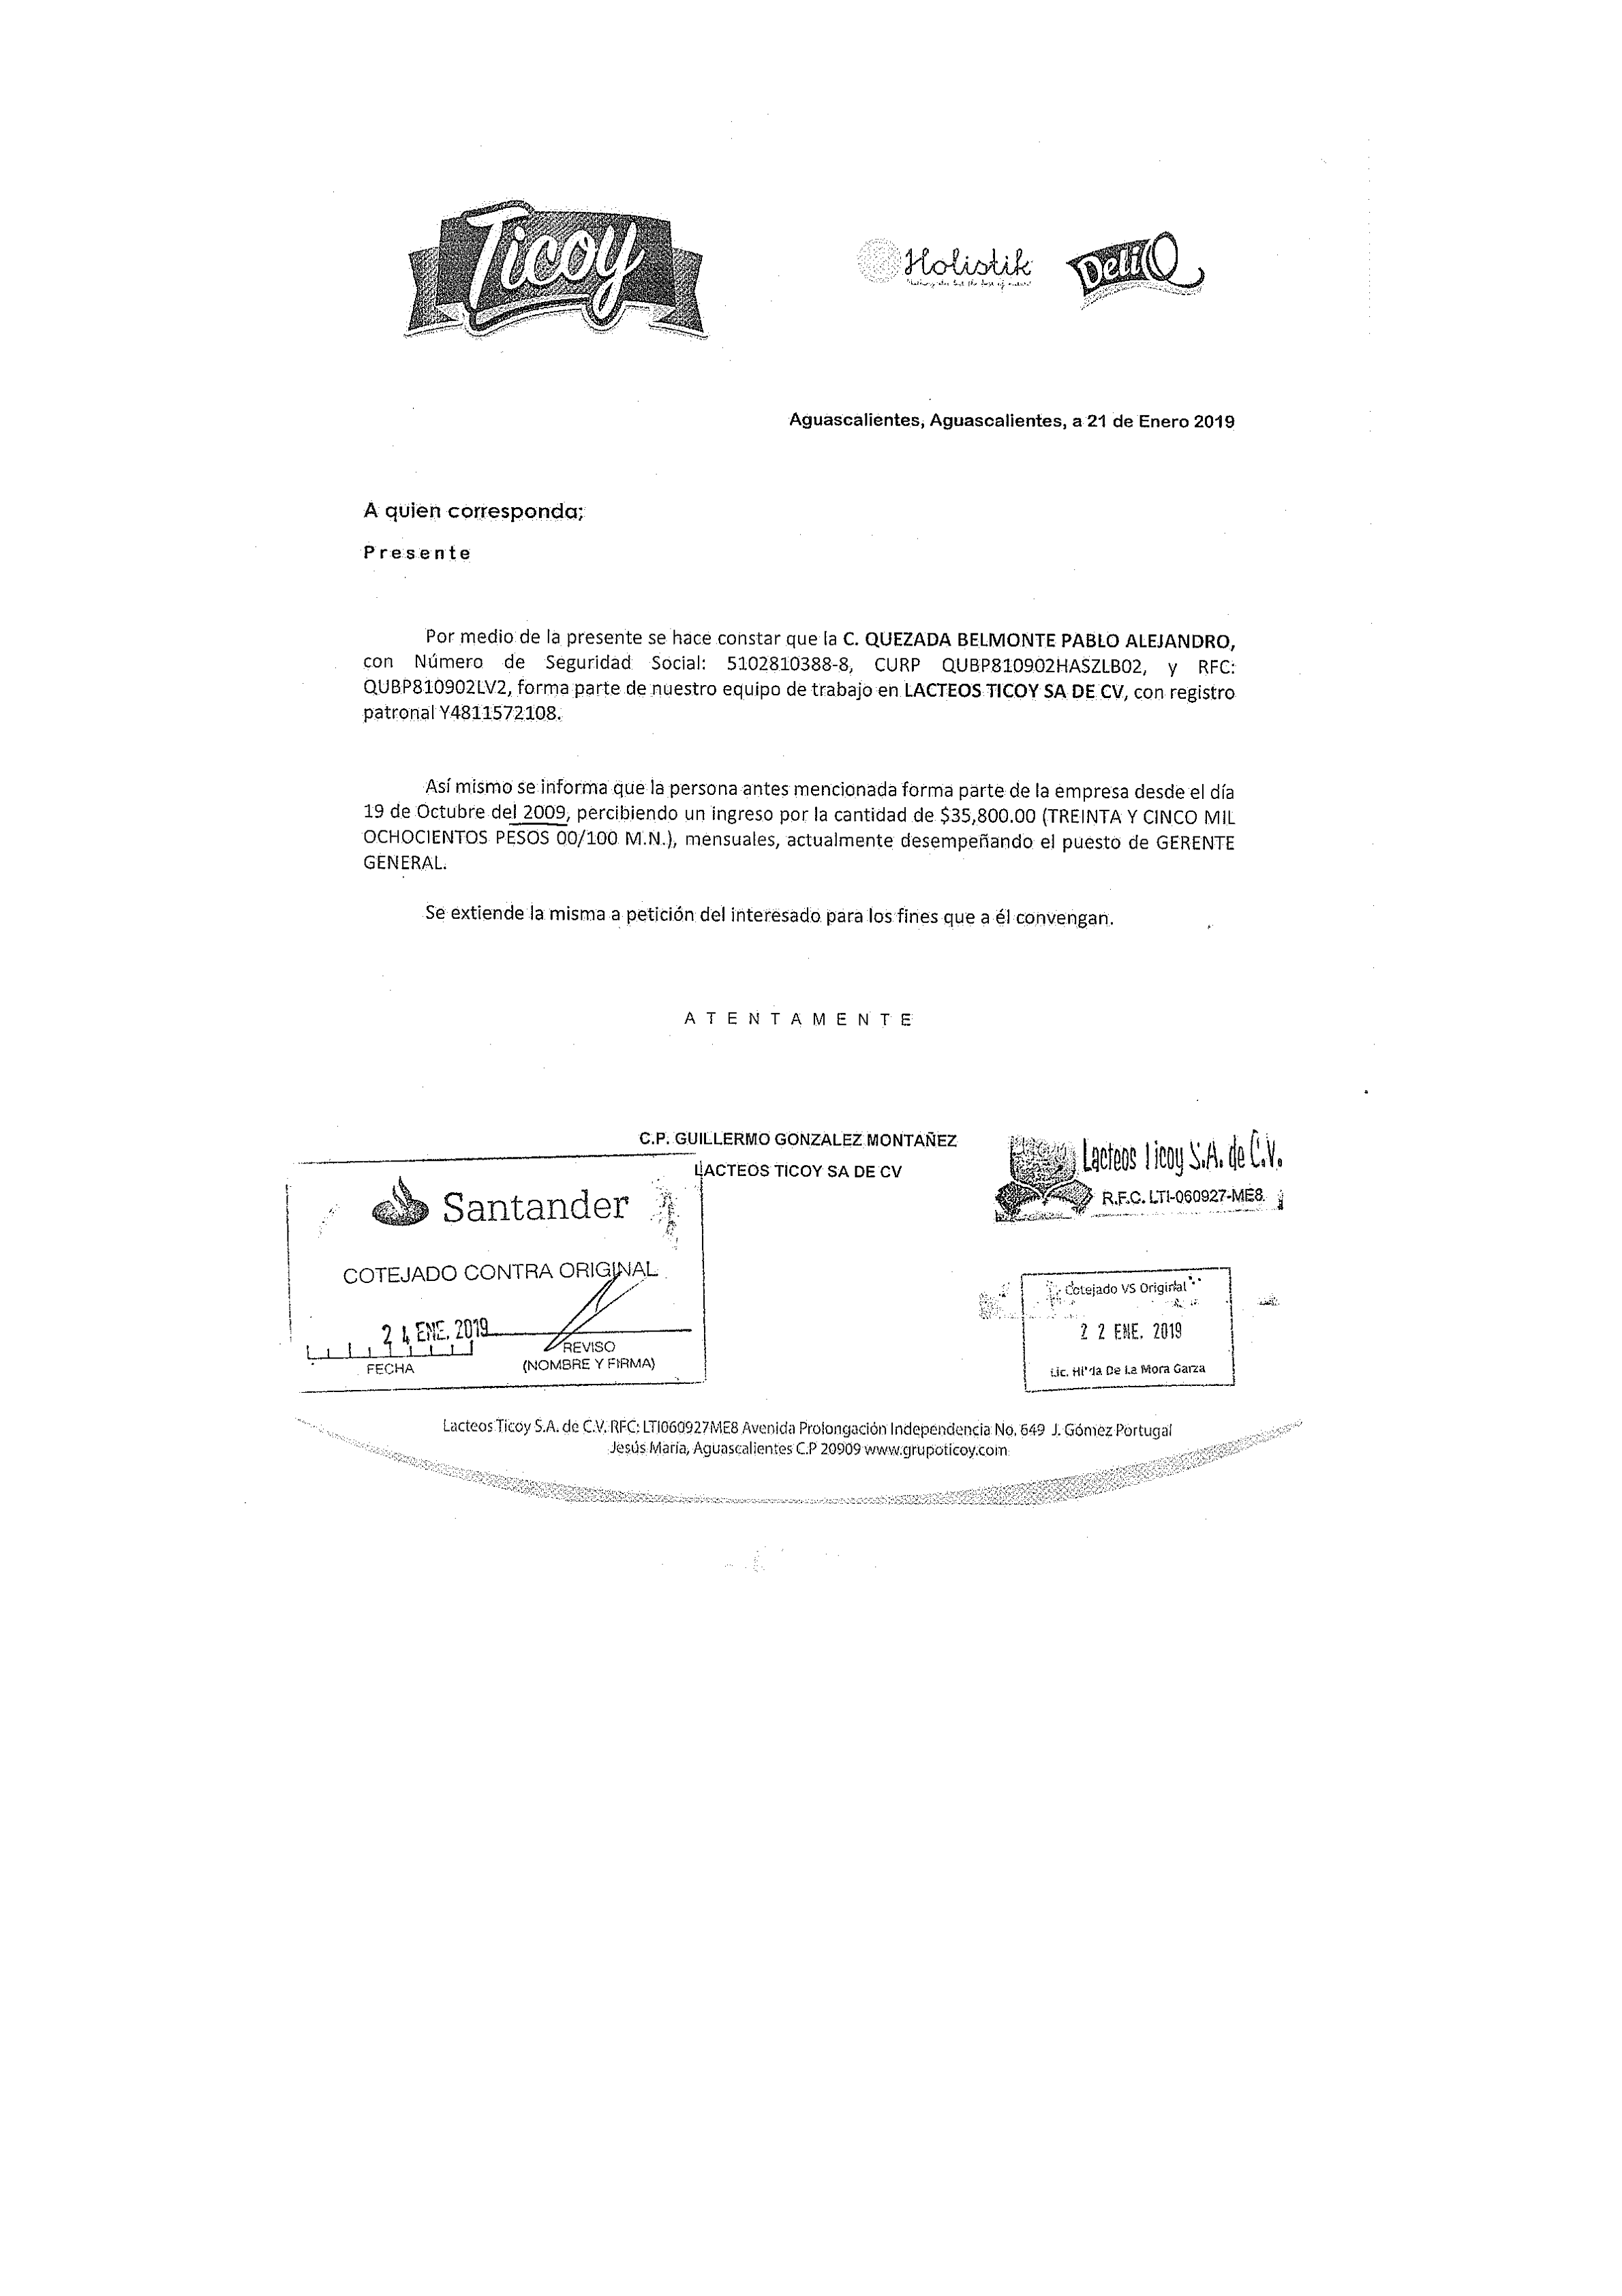 Ticoy
Holistik
DeliQ
Aguascalientes, Aguascalientes, a 21 de Enero 2019
A quien corresponda;
Presente
Por medio de la presente se hace constar que la C. QUEZADA BELMONTE PABLO ALEJANDRO,
con Número de Seguridad Social: 5102810388-8, CURP QUBP810902HASZLB02, y RFC:
QUBP810902LV2, forma parte de nuestro equipo de trabajo en LACTEOS TICOY SA DE CV, con registro
patronal Y4811572108.
Así mismo se informa que la persona antes mencionada forma parte de la empresa desde el día
19 de Octubre del 2009, percibiendo un ingreso por la cantidad de $35,800.00 (TREINTA Y CINCO MIL
OCHOCIENTOS PESOS 00/100 M.N.), mensuales, actualmente desempeñando el puesto de GERENTE
GENERAL.
Se extiende la misma a petición del interesado para los fines que a él convengan.
ATENTAMENTE
C.P. GUILLERMO GONZALEZ MONTAÑEZ
LACTEOS TICOY SA DE CV
Lacteos Ticoy S.A. de C.V.
R.F.C. LTI-060927-ME8
Santander
COTEJADO CONTRA ORIGINAL
24 ENE. 2019
FECHA
REVISO
(NOMBRE Y FIRMA)
Cotejado VS Original
22 ENE. 2019
Lic. Hilda De La Mora Garza
Lacteos Ticoy S.A. de C.V. RFC: LTI060927ME8 Avenida Prolongación Independencia No. 649 J. Gómez Portugal
Jesús María, Aguascalientes C.P 20909 www.grupoticoy.com